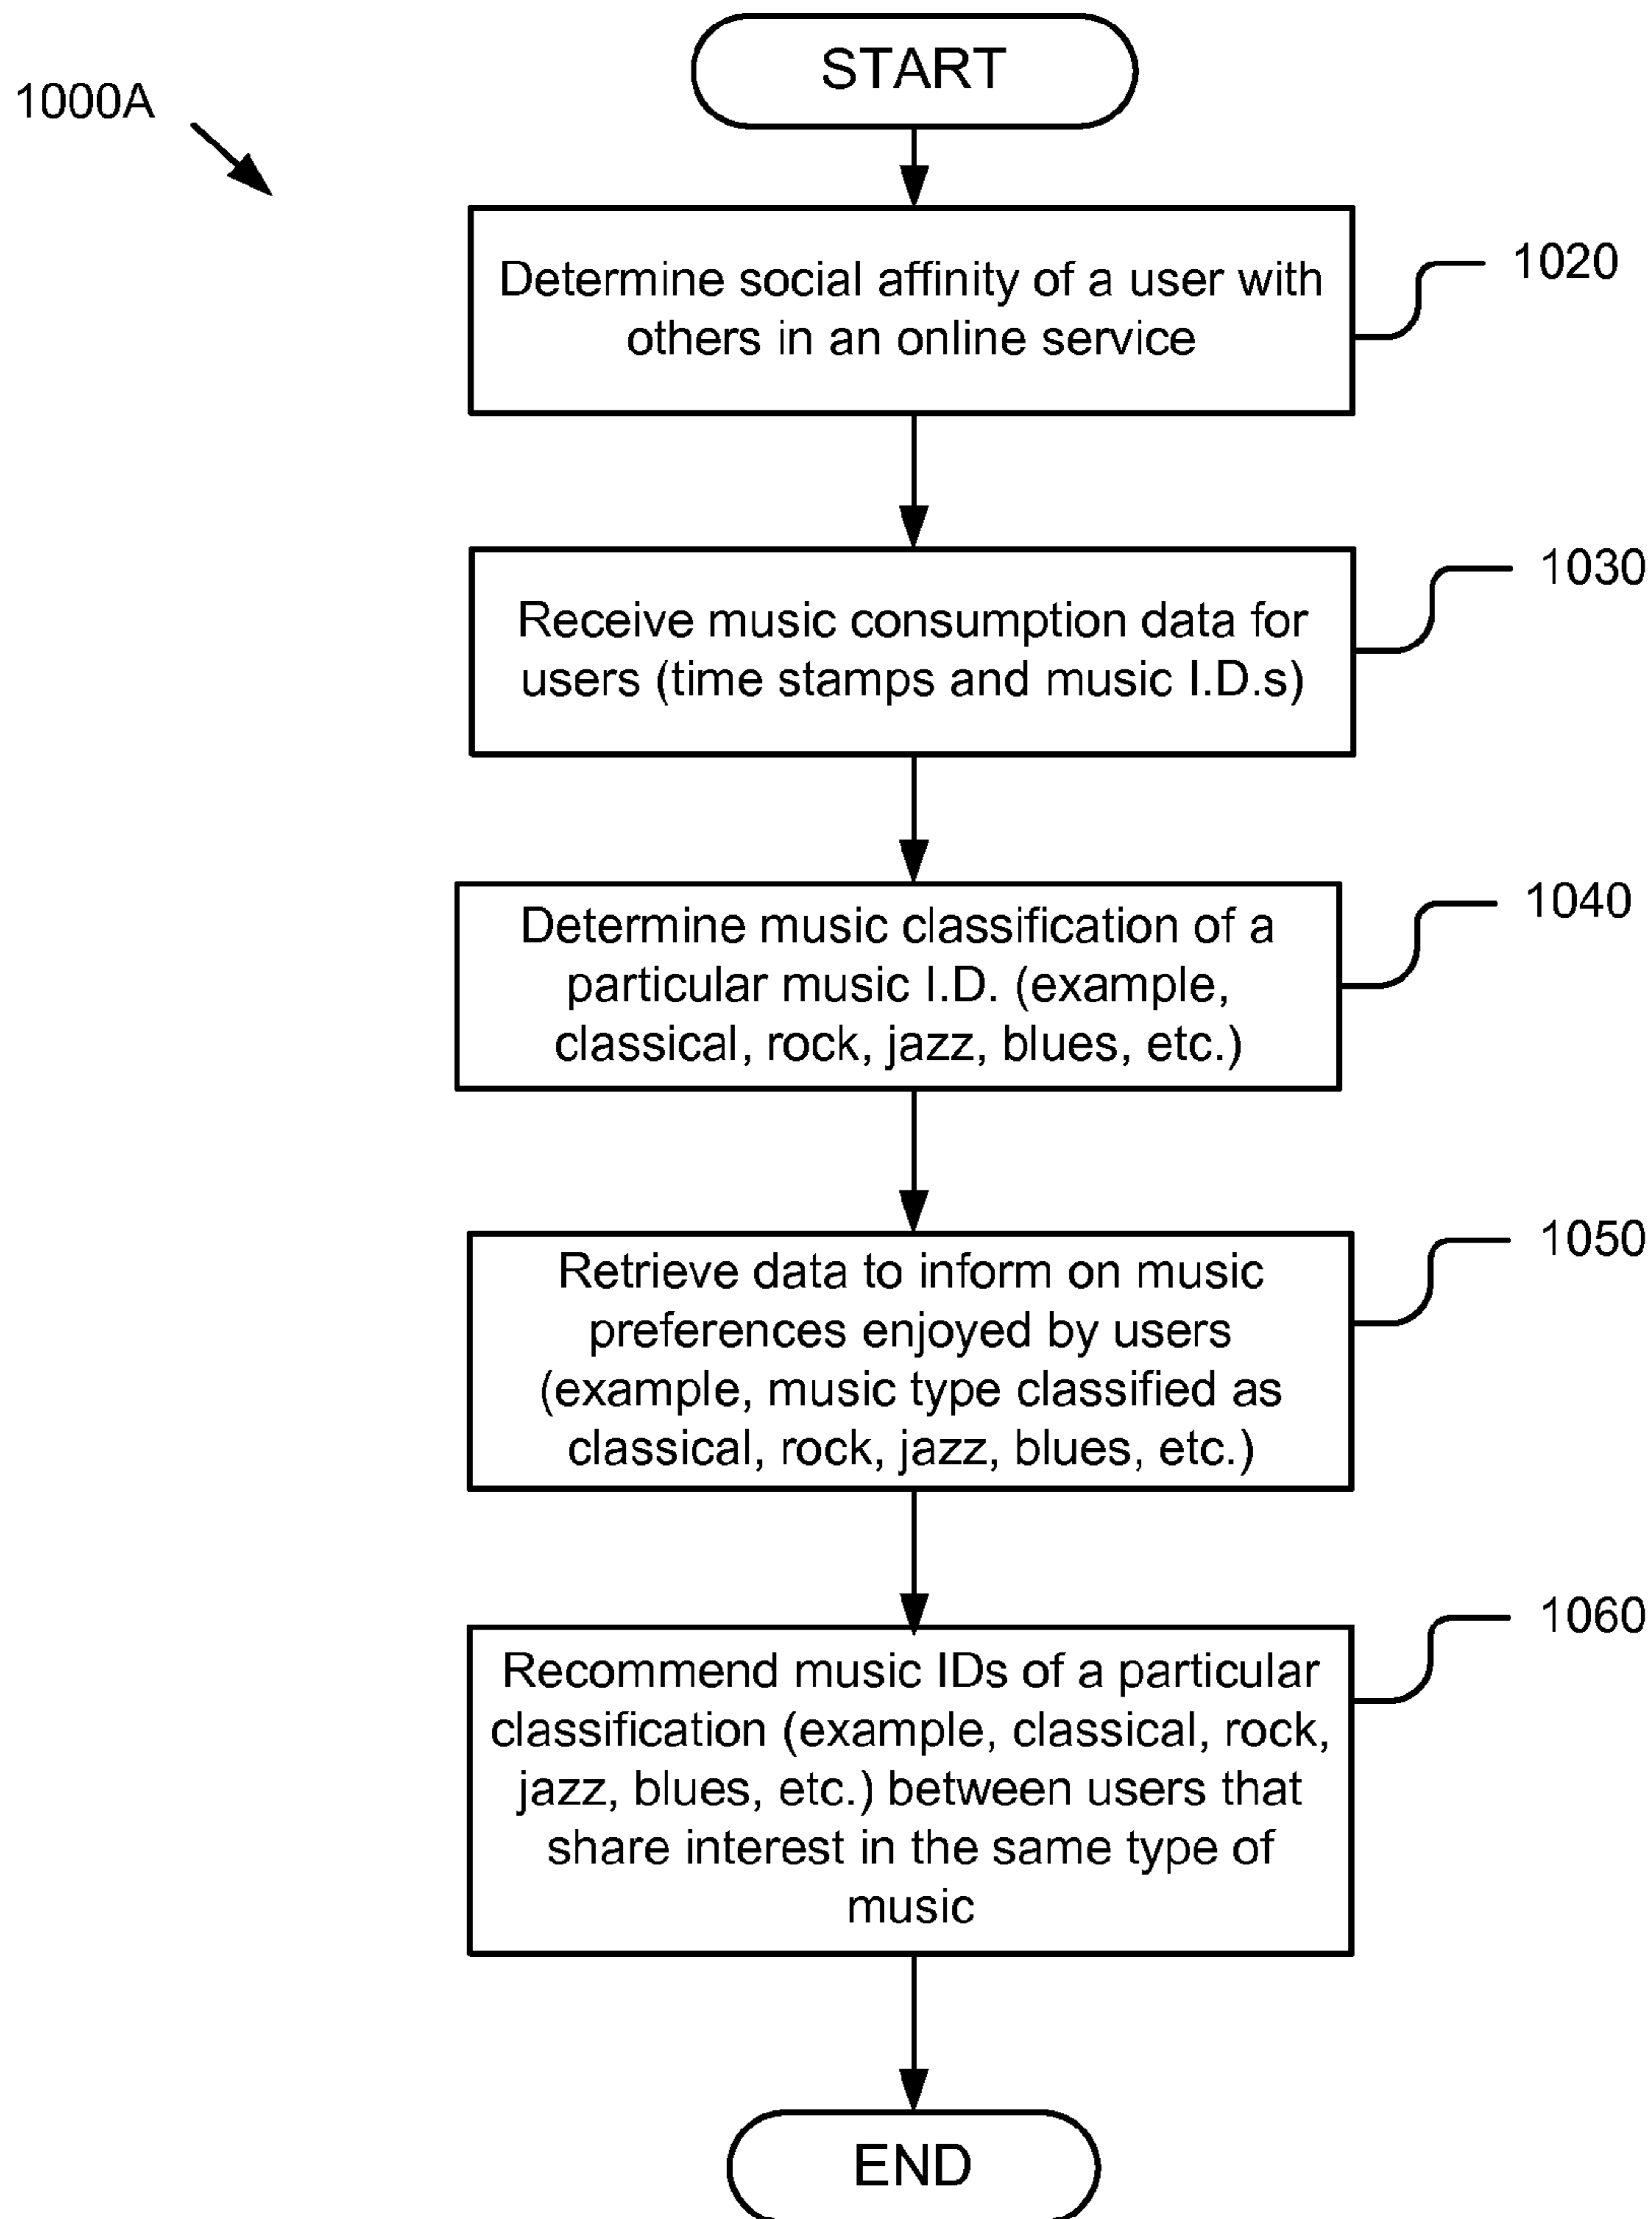 START
1000A
Determine social affinity of a user with
others in an online service
1020
Receive music consumption data for
users (time stamps and music I.D.s)
1030
Determine music classification of a
particular music I.D. (example,
classical, rock, jazz, blues, etc.)
1040
Retrieve data to inform on music
preferences enjoyed by users
(example, music type classified as
classical, rock, jazz, blues, etc.)
1050
Recommend music IDs of a particular
classification (example, classical, rock,
jazz, blues, etc.) between users that
share interest in the same type of
music
1060
END